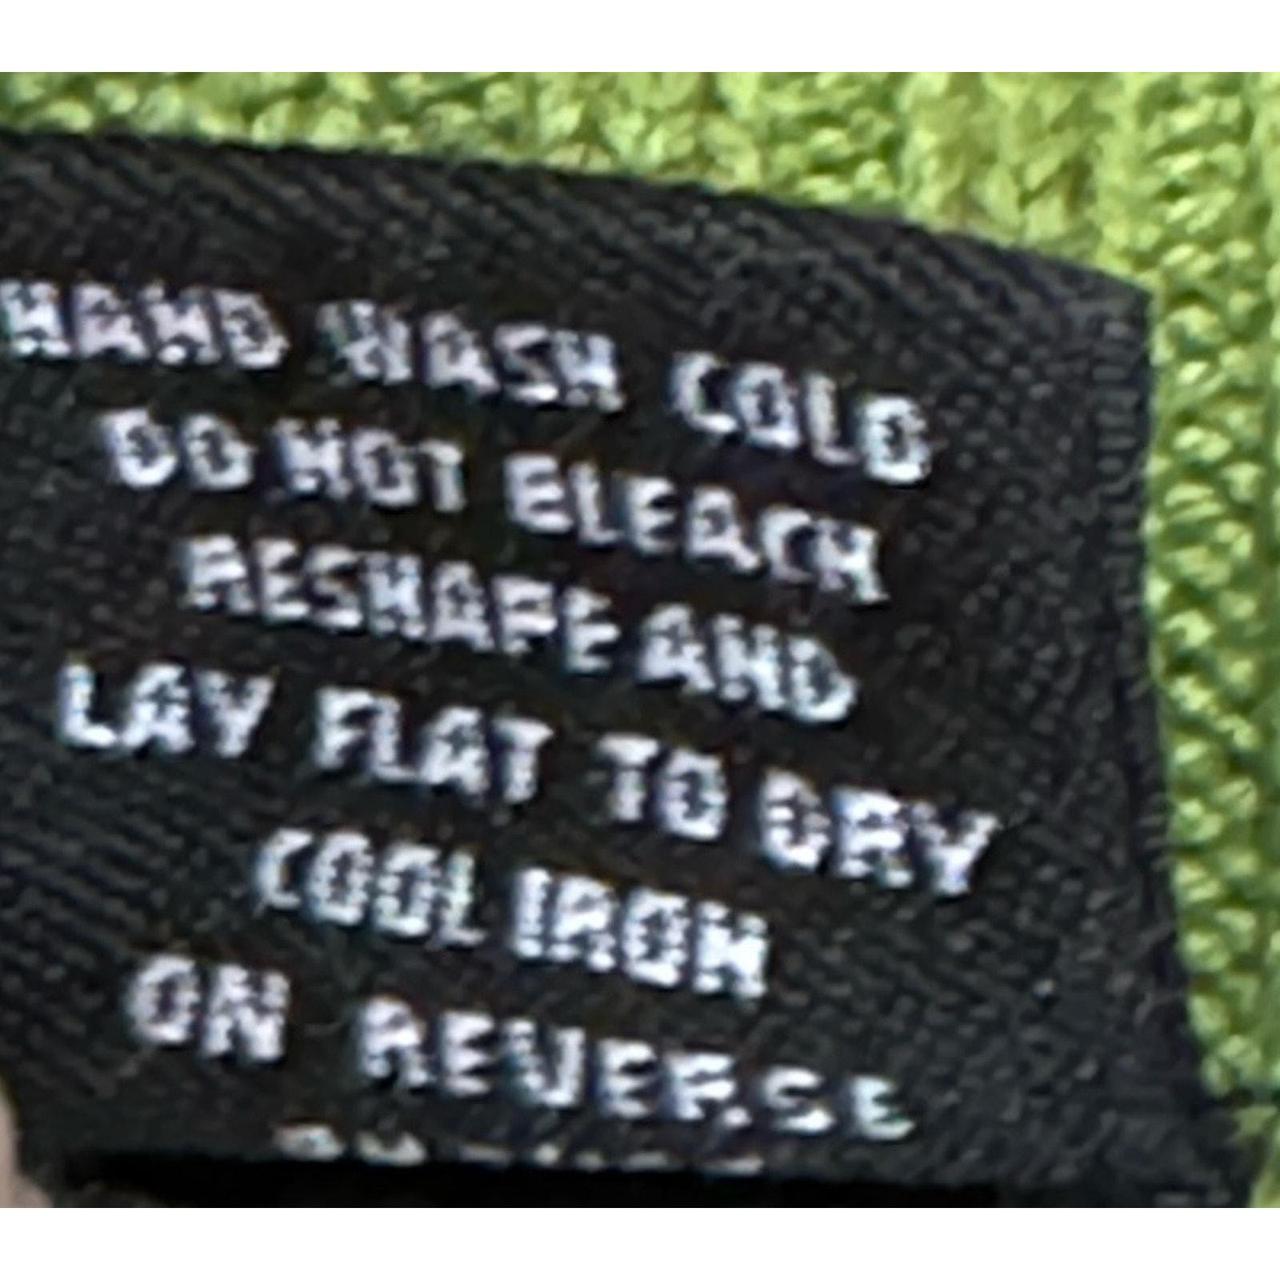 HAND WASH COLD
DO NOT BLEACH
RESHAPE AND
LAY FLAT TO DRY
COOL IRON
ON REVERSE